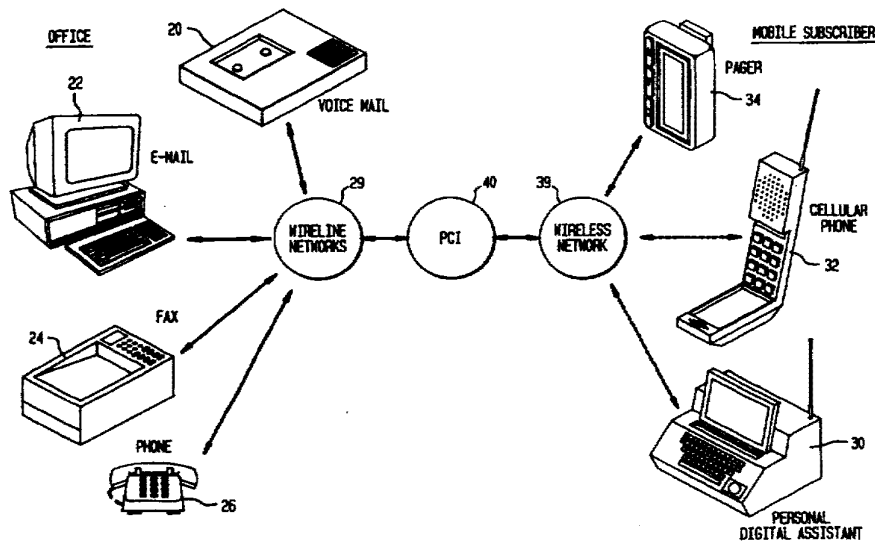 OFFICE
20
MOBILE SUBSCRIBER
22
VOICE MAIL
PAGER
34
E-MAIL
29
40
39
WIRELINE
NETWORKS
PCI
WIRELESS
NETWORK
CELLULAR
PHONE
32
FAX
24
PHONE
26
30
PERSONAL
DIGITAL ASSISTANT